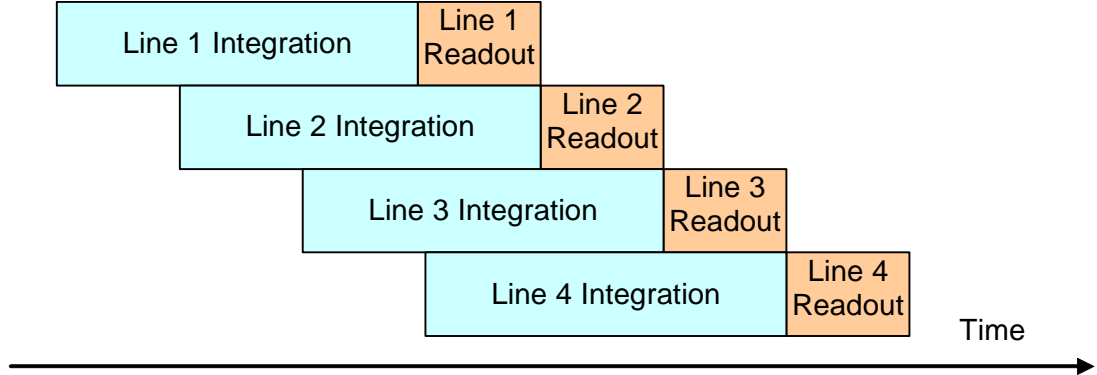 Line 1 Integration
Line 1
Readout
Line 2 Integration
Line 2
Readout
Line 3 Integration
Line 3
Readout
Line 4 Integration
Line 4
Readout
Time